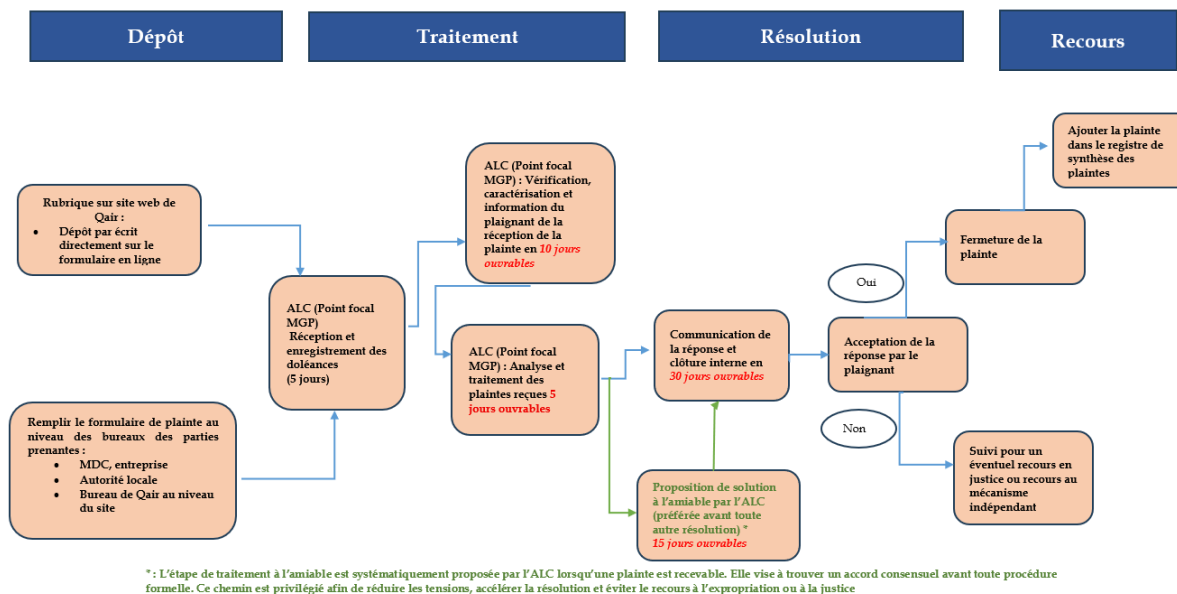 Dépôt
Traitement
Résolution
Recours
Rubrique sur site web de
Qair :
• Dépôt par écrit
directement sur le
formulaire en ligne
Remplir le formulaire de plainte au
niveau des bureaux des parties
prenantes :
• MDC, entreprise
• Autorité locale
• Bureau de Qair au niveau
du site
ALC (Point focal
MGP)
Réception et
enregistrement des
doléances
(5 jours)
ALC (Point focal
MGP) : Vérification,
caractérisation et
information du
plaignant de la
réception de la
plainte en 10 jours
ouvrables
ALC (Point focal
MGP) : Analyse et
traitement des
plaintes reçues 5
jours ouvrables
Communication de
la réponse et
clôture interne en
30 jours ouvrables
Proposition de solution
à l’amiable par l’ALC
(préférée avant toute
autre résolution) *
15 jours ouvrables
Acceptation de la
réponse par le
plaignant
Oui
Non
Fermeture de la
plainte
Ajouter la plainte
dans le registre de
synthèse des
plaintes
Suivi pour un
éventuel recours en
justice ou recours au
mécanisme
indépendant
* : L’étape de traitement à l’amiable est systématiquement proposée par l’ALC lorsqu’une plainte est recevable. Elle vise à trouver un accord consensuel avant toute procédure
formelle. Ce chemin est privilégié afin de réduire les tensions, accélérer la résolution et éviter le recours à l’expropriation ou à la justice